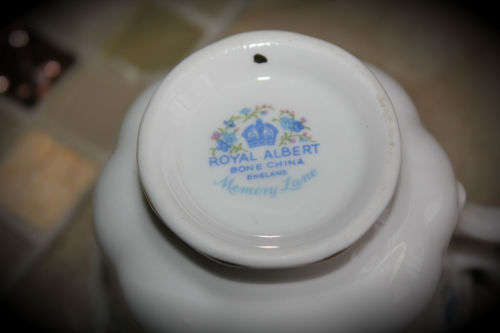 ROYAL ALBERT
BONE CHINA
ENGLAND
Memory Lane